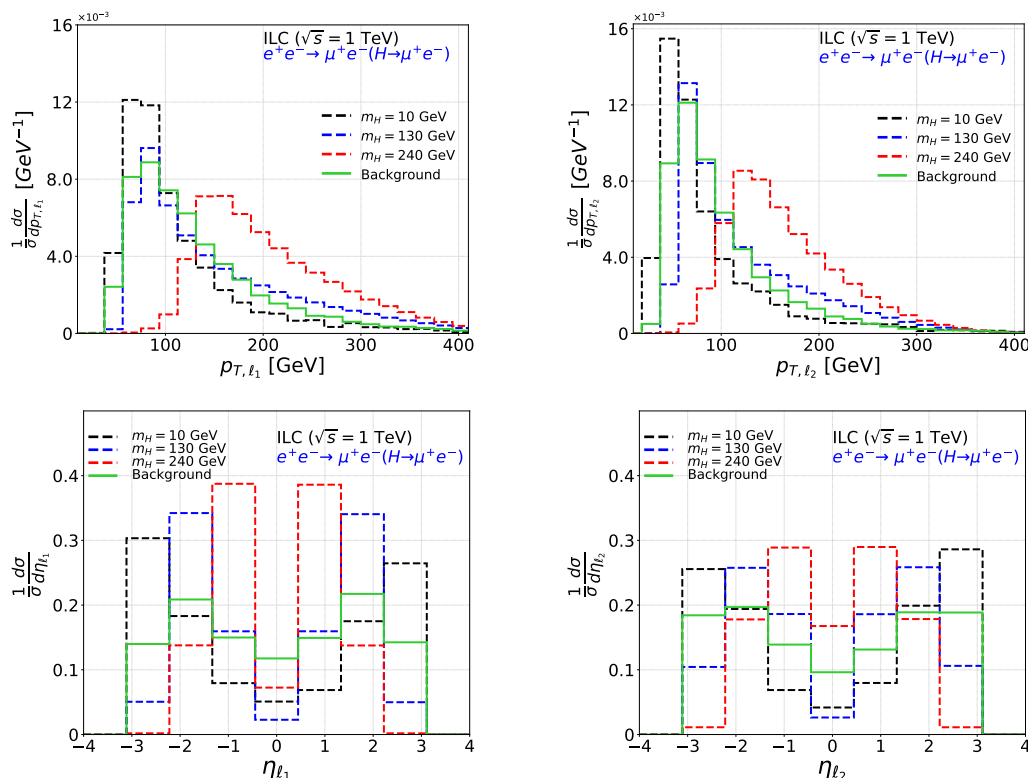 ×10⁻³
16
12
8.0
4.0
0
1/σ dσ/dp_{T,ℓ₁} [GeV⁻¹]
ILC (√s = 1 TeV)
e⁺e⁻→ μ⁺e⁻(H→μ⁺e⁻)
m_H = 10 GeV
m_H = 130 GeV
m_H = 240 GeV
Background
100 200 300 400
p_{T,ℓ₁} [GeV]
×10⁻³
16
12
8.0
4.0
0
1/σ dσ/dp_{T,ℓ₂} [GeV⁻¹]
ILC (√s = 1 TeV)
e⁺e⁻→ μ⁺e⁻(H→μ⁺e⁻)
m_H = 10 GeV
m_H = 130 GeV
m_H = 240 GeV
Background
100 200 300 400
p_{T,ℓ₂} [GeV]
m_H = 10 GeV
m_H = 130 GeV
m_H = 240 GeV
Background
ILC (√s = 1 TeV)
e⁺e⁻→ μ⁺e⁻(H→μ⁺e⁻)
0.4
0.3
0.2
0.1
0.0
1/σ dσ/dη_{ℓ₁}
−4 −3 −2 −1 0 1 2 3 4
η_{ℓ₁}
m_H = 10 GeV
m_H = 130 GeV
m_H = 240 GeV
Background
ILC (√s = 1 TeV)
e⁺e⁻→ μ⁺e⁻(H→μ⁺e⁻)
0.4
0.3
0.2
0.1
0.0
1/σ dσ/dη_{ℓ₂}
−4 −3 −2 −1 0 1 2 3 4
η_{ℓ₂}